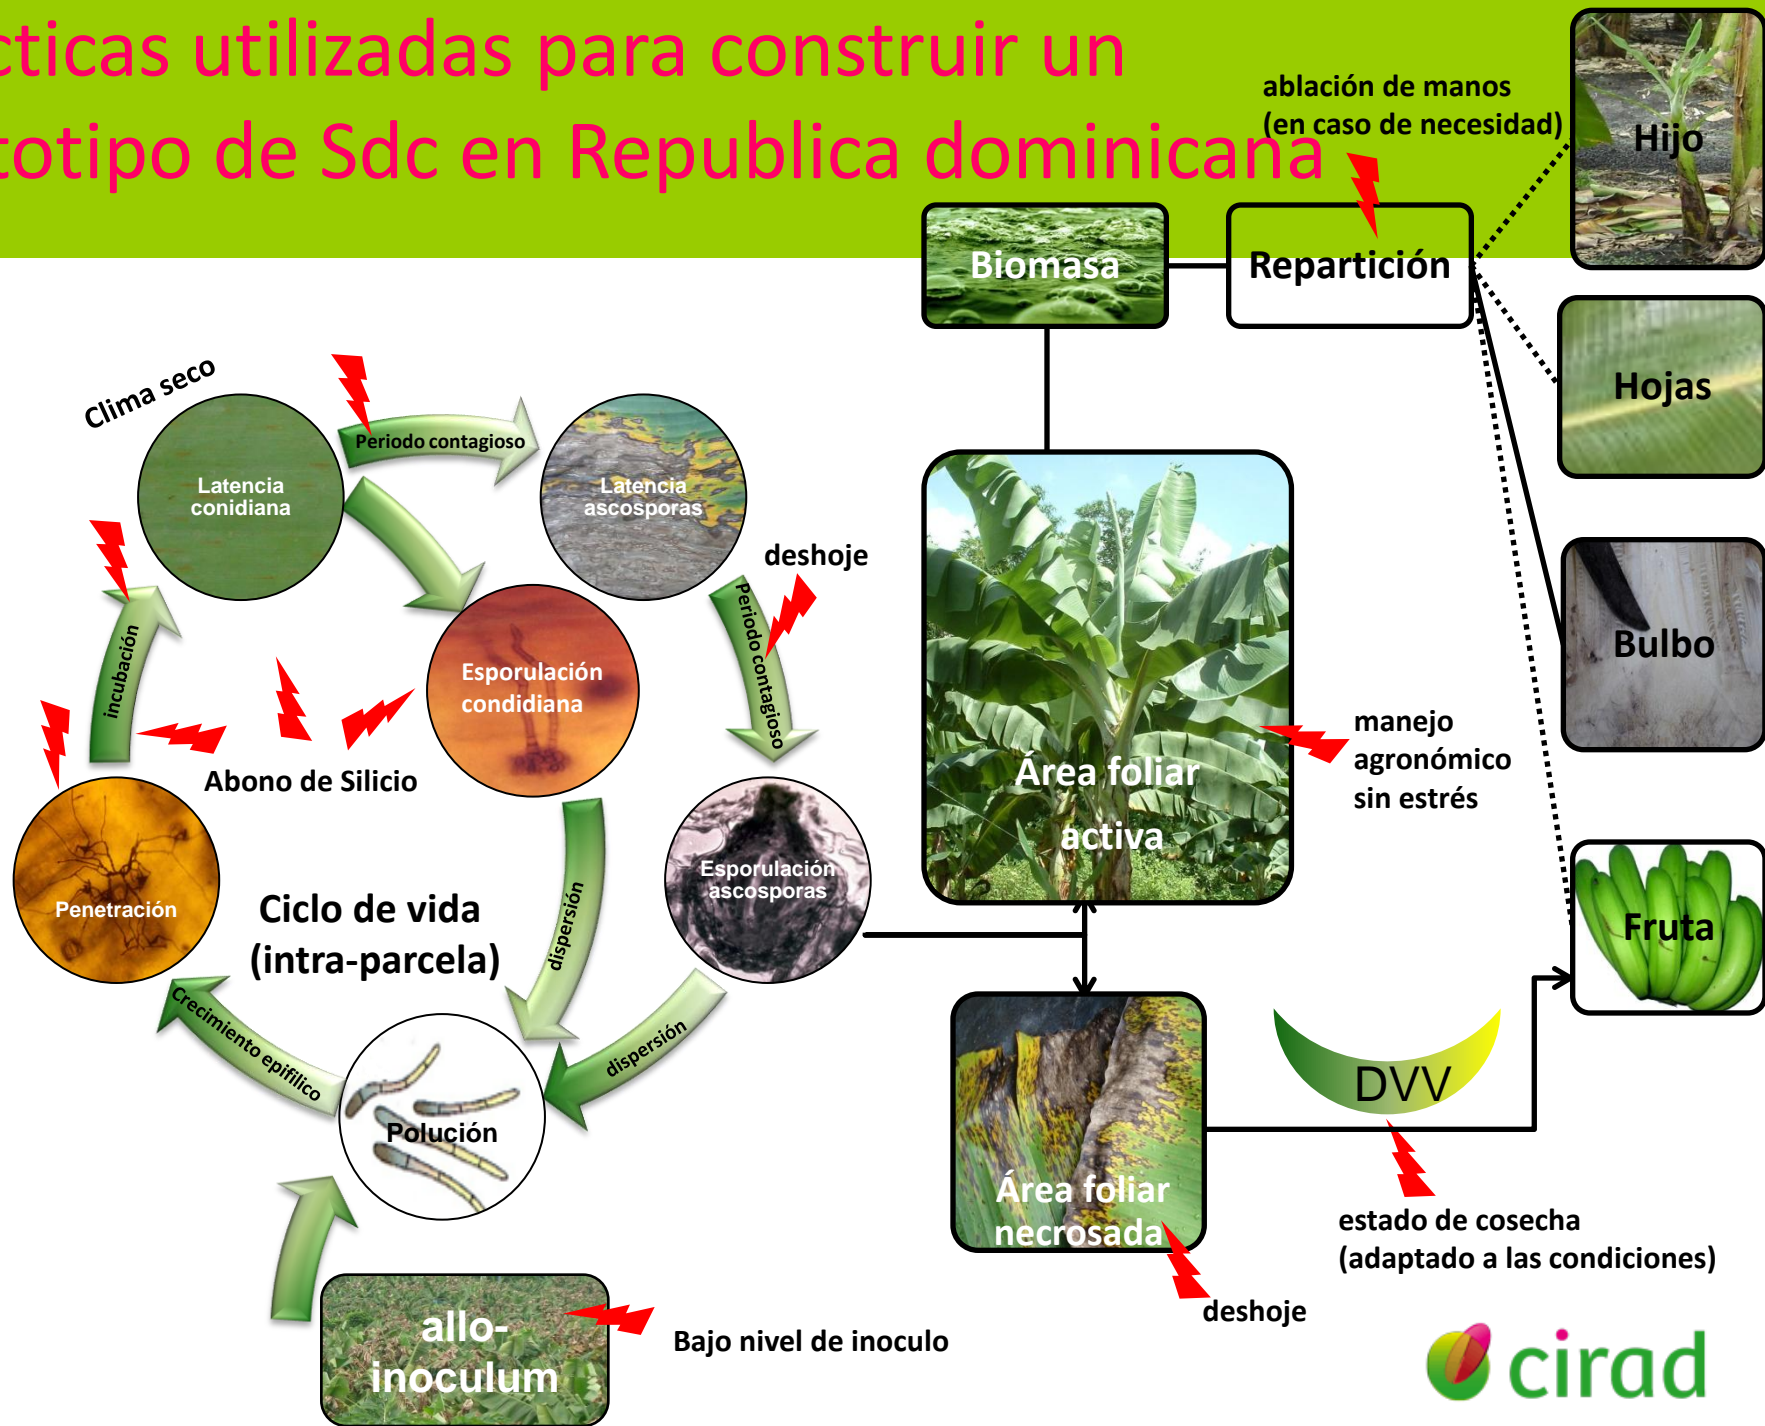 cticas utilizadas para construir un
totipo de Sdc en Republica dominicana
ablación de manos
(en caso de necesidad)
Hijo
Biomasa
Repartición
Hojas
Clima seco
Periodo contagioso
Latencia
conidiana
Latencia
ascosporas
deshoje
Periodo contagioso
incubación
Esporulación
condidiana
Bulbo
Abono de Silicio
manejo
agronómico
sin estrés
Área foliar
activa
Penetración
Esporulación
ascosporas
Ciclo de vida
(intra-parcela)
dispersión
Fruta
Crecimiento epifilico
dispersión
Polución
DVV
Área foliar
necrosada
estado de cosecha
(adaptado a las condiciones)
deshoje
allo-
inoculum
Bajo nivel de inoculo
cirad